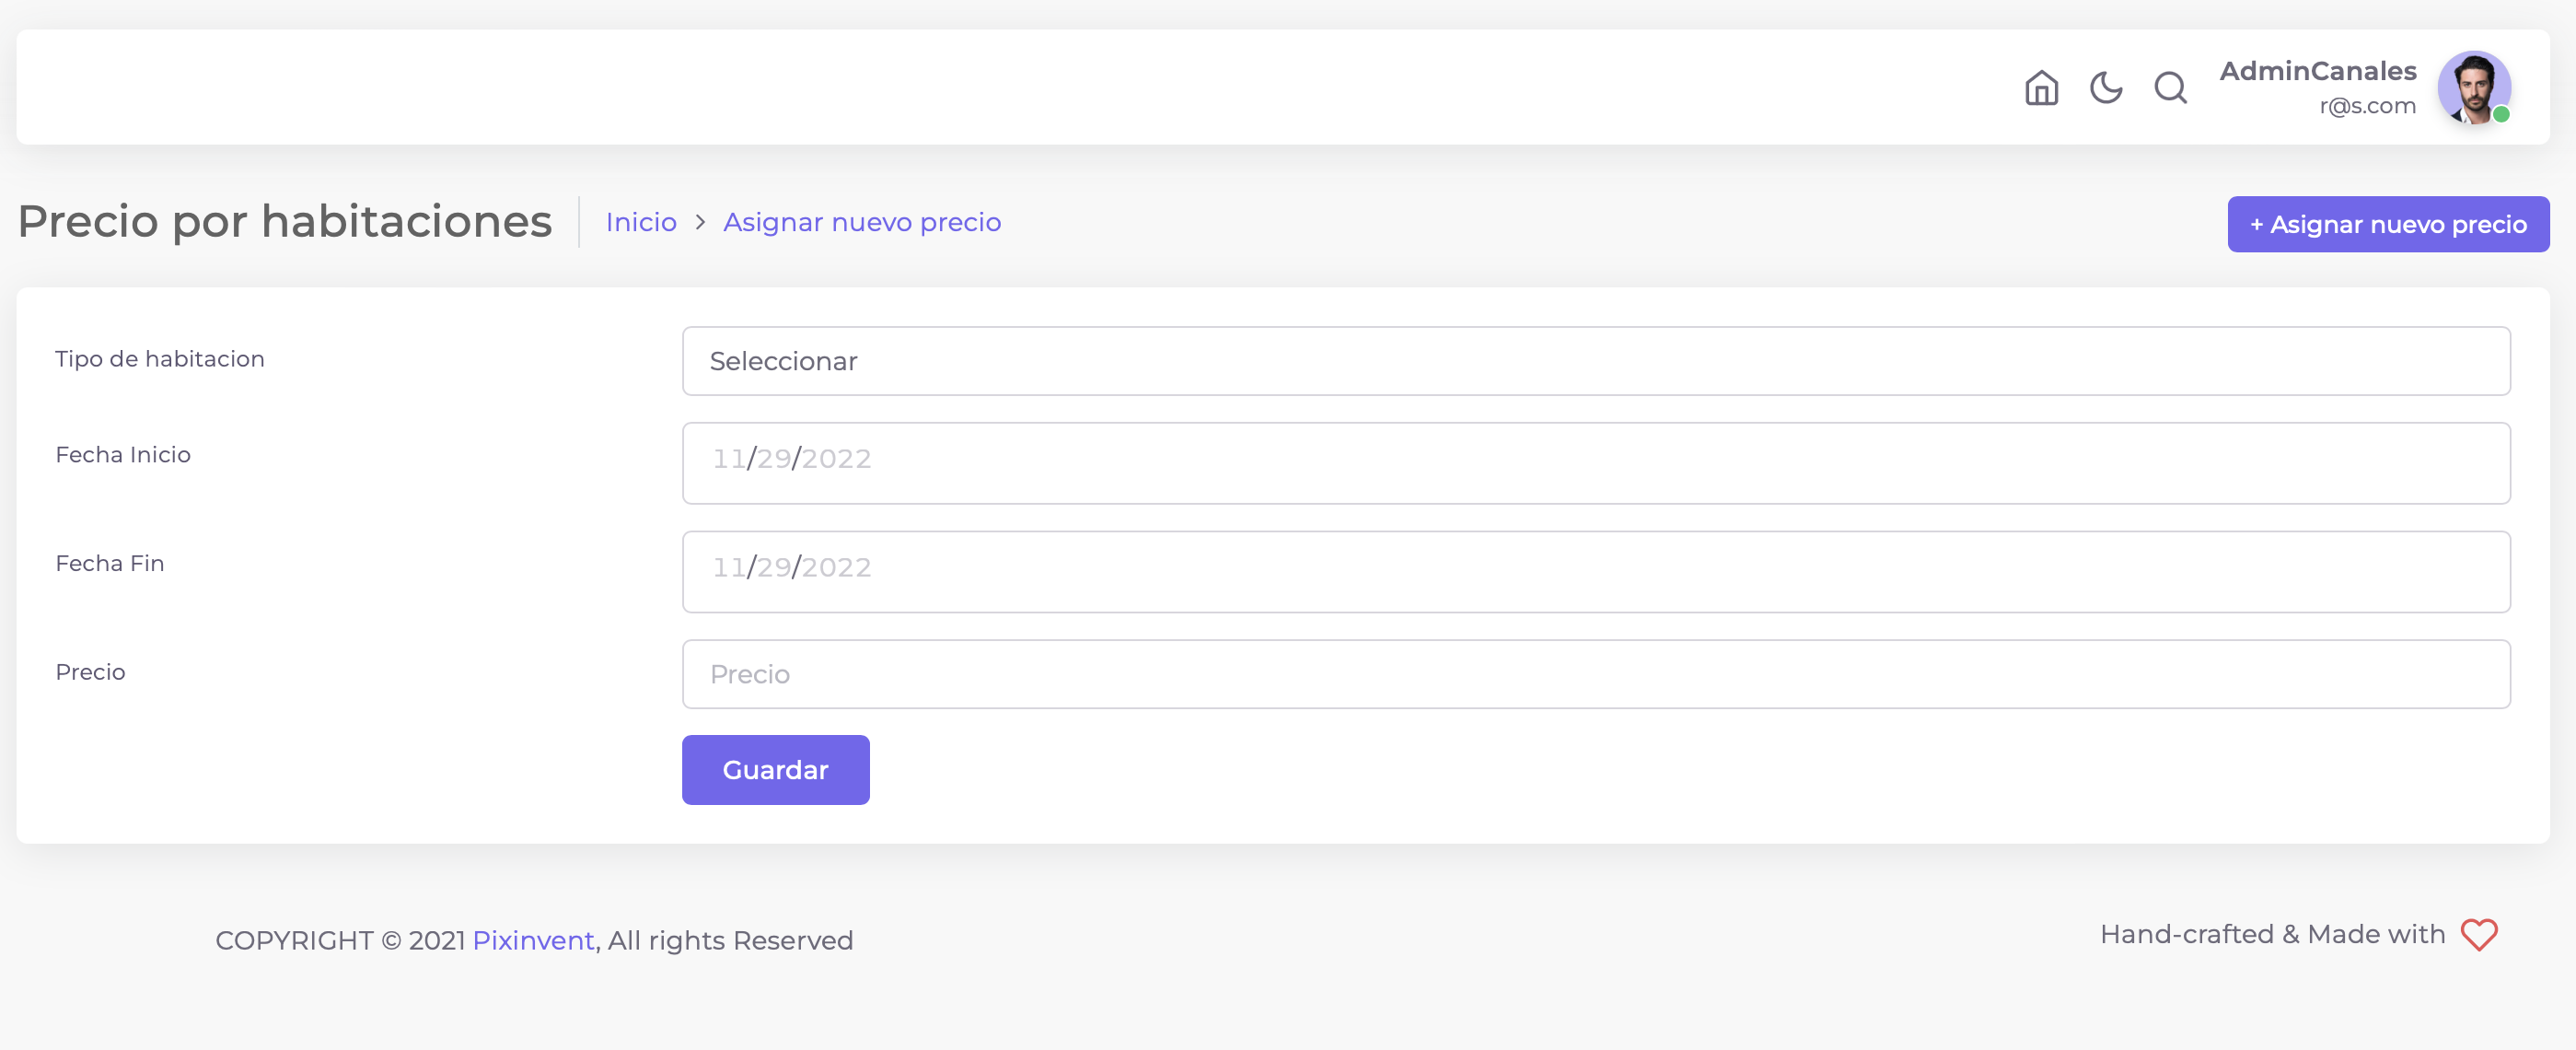 AdminCanales
r@s.com
Precio por habitaciones
Inicio > Asignar nuevo precio
+ Asignar nuevo precio
Tipo de habitacion
Seleccionar
Fecha Inicio
11/29/2022
Fecha Fin
11/29/2022
Precio
Precio
Guardar
COPYRIGHT © 2021 Pixinvent, All rights Reserved
Hand-crafted & Made with